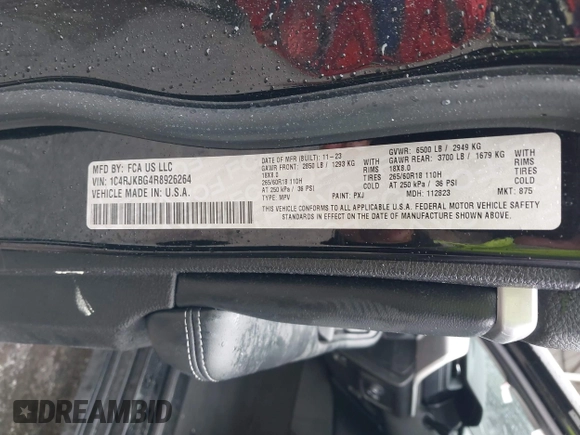 MFD BY: FCA US LLC
VIN: 1C4RJKBG4R8926264
VEHICLE MADE IN: U.S.A.
DATE OF MFR (BUILT): 11-23
GAWR FRONT: 2850 LB / 1293 KG WITH
18X8.0 RIMS
265/60R18 110H TIRES
AT 250 kPa / 36 PSI COLD
TYPE: MPV PAINT: PXJ
GVWR: 6500 LB / 2949 KG
GAWR REAR: 3700 LB / 1679 KG WITH
18X8.0 RIMS
265/60R18 110H TIRES
AT 250 kPa / 36 PSI COLD
MDH: 112823 MKT: 875
THIS VEHICLE CONFORMS TO ALL APPLICABLE U.S.A. FEDERAL MOTOR VEHICLE SAFETY
STANDARDS IN EFFECT ON THE DATE OF MANUFACTURE SHOWN ABOVE.
DREAMBID